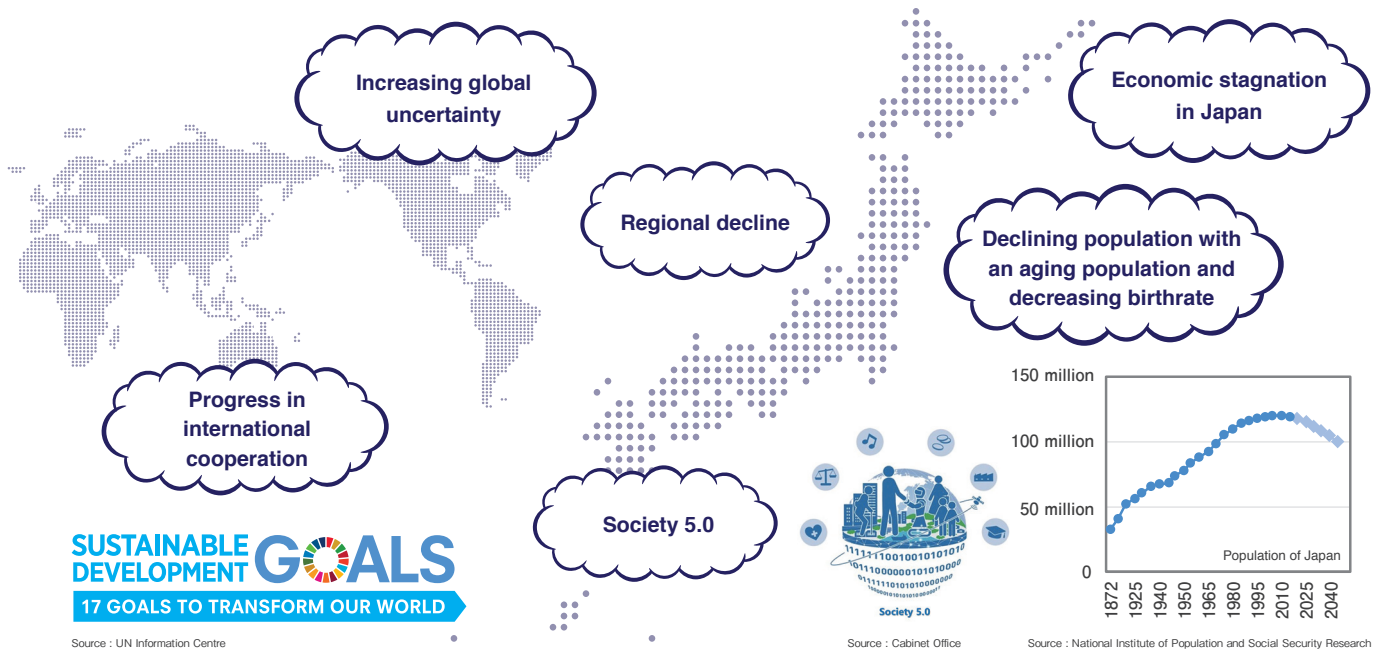 Increasing global
uncertainty
Economic stagnation
in Japan
Regional decline
Declining population with
an aging population and
decreasing birthrate
Progress in
international
cooperation
Society 5.0
SUSTAINABLE
DEVELOPMENT
GOALS
17 GOALS TO TRANSFORM OUR WORLD
Source : UN Information Centre
Society 5.0
Source : Cabinet Office
150 million
100 million
50 million
0
Population of Japan
1872
1925
1940
1950
1965
1980
1995
2010
2025
2040
Source : National Institute of Population and Social Security Research